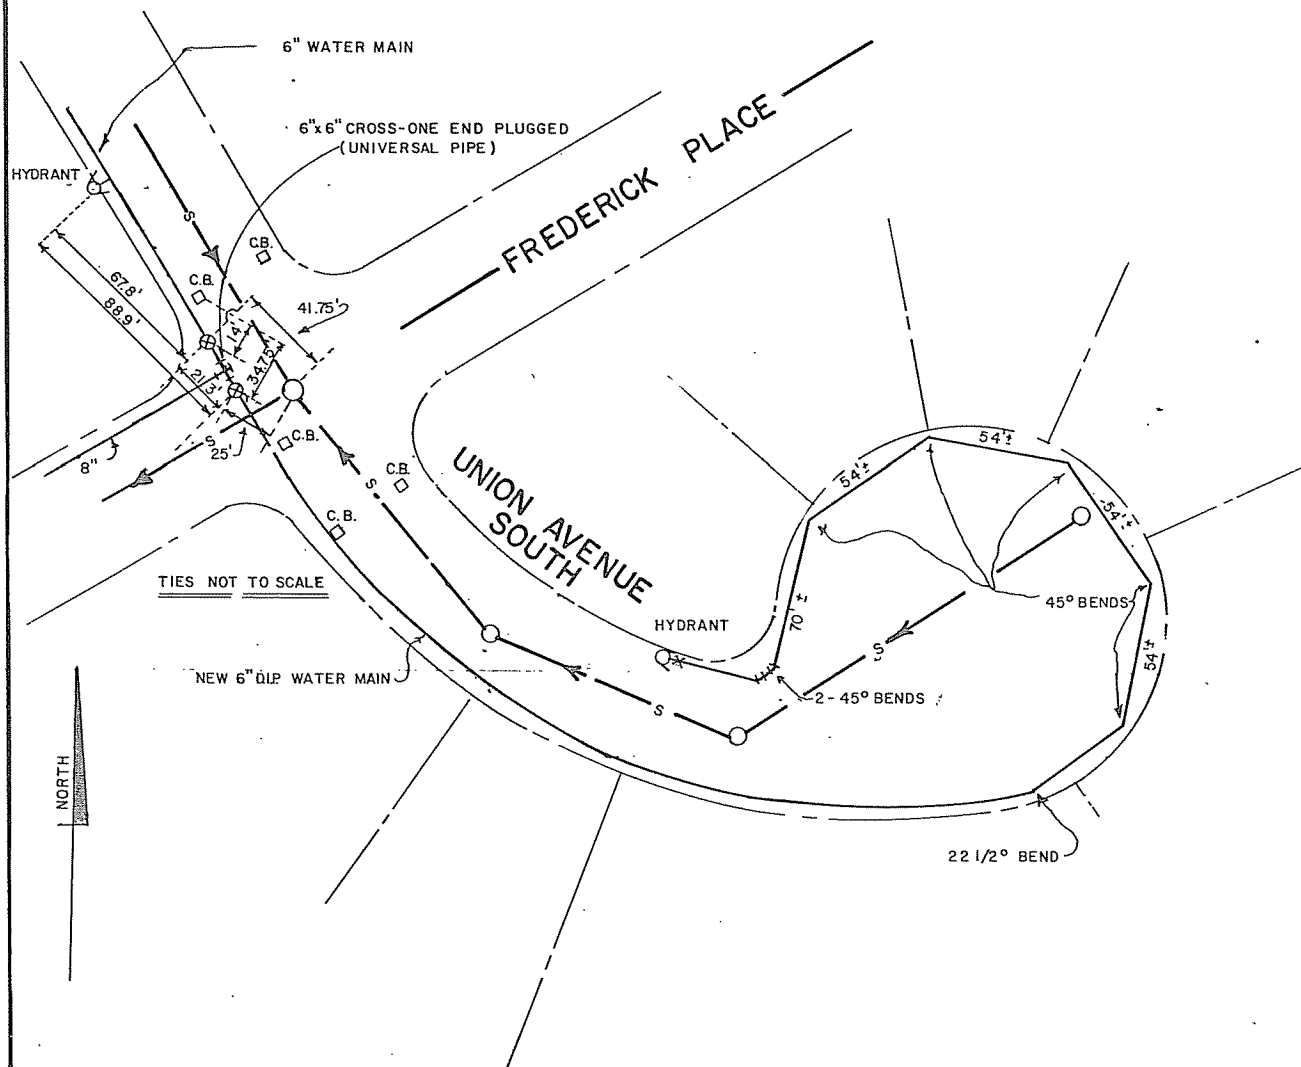 6" WATER MAIN
6"x6" CROSS-ONE END PLUGGED
(UNIVERSAL PIPE)
HYDRANT
FREDERICK PLACE
S
C.B.
C.B.
67.8'
88.9'
41.75'
14'
34.75'
21.3'
25'
S
8"
C.B.
C.B.
S
C.B.
UNION AVENUE
SOUTH
54'±
54'±
54'±
54'±
70'±
45° BENDS
TIES NOT TO SCALE
HYDRANT
S
NEW 6" D.I.P. WATER MAIN
2-45° BENDS
S
NORTH
22 1/2° BEND